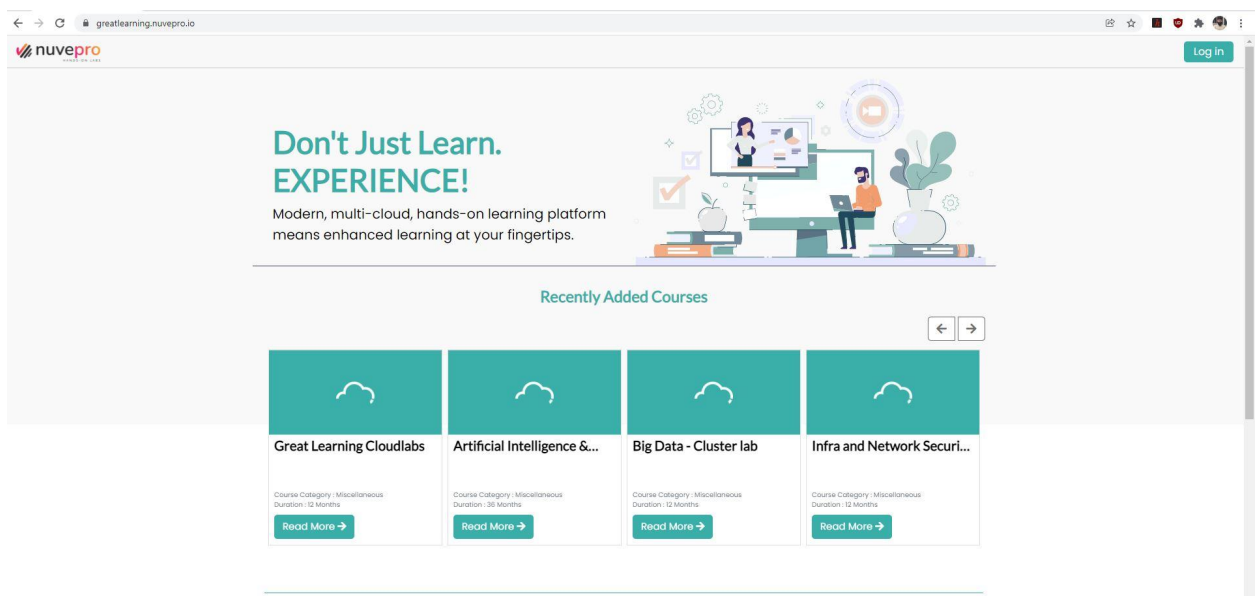 greatlearning.nuvepro.io
nuvepro
HANDS-ON LABS
Log in
Don't Just Learn.
EXPERIENCE!
Modern, multi-cloud, hands-on learning platform
means enhanced learning at your fingertips.
Recently Added Courses
Great Learning Cloudlabs
Course Category : Miscellaneous
Duration : 12 Months
Read More →
Artificial Intelligence &...
Course Category : Miscellaneous
Duration : 36 Months
Read More →
Big Data - Cluster lab
Course Category : Miscellaneous
Duration : 12 Months
Read More →
Infra and Network Securi...
Course Category : Miscellaneous
Duration : 12 Months
Read More →